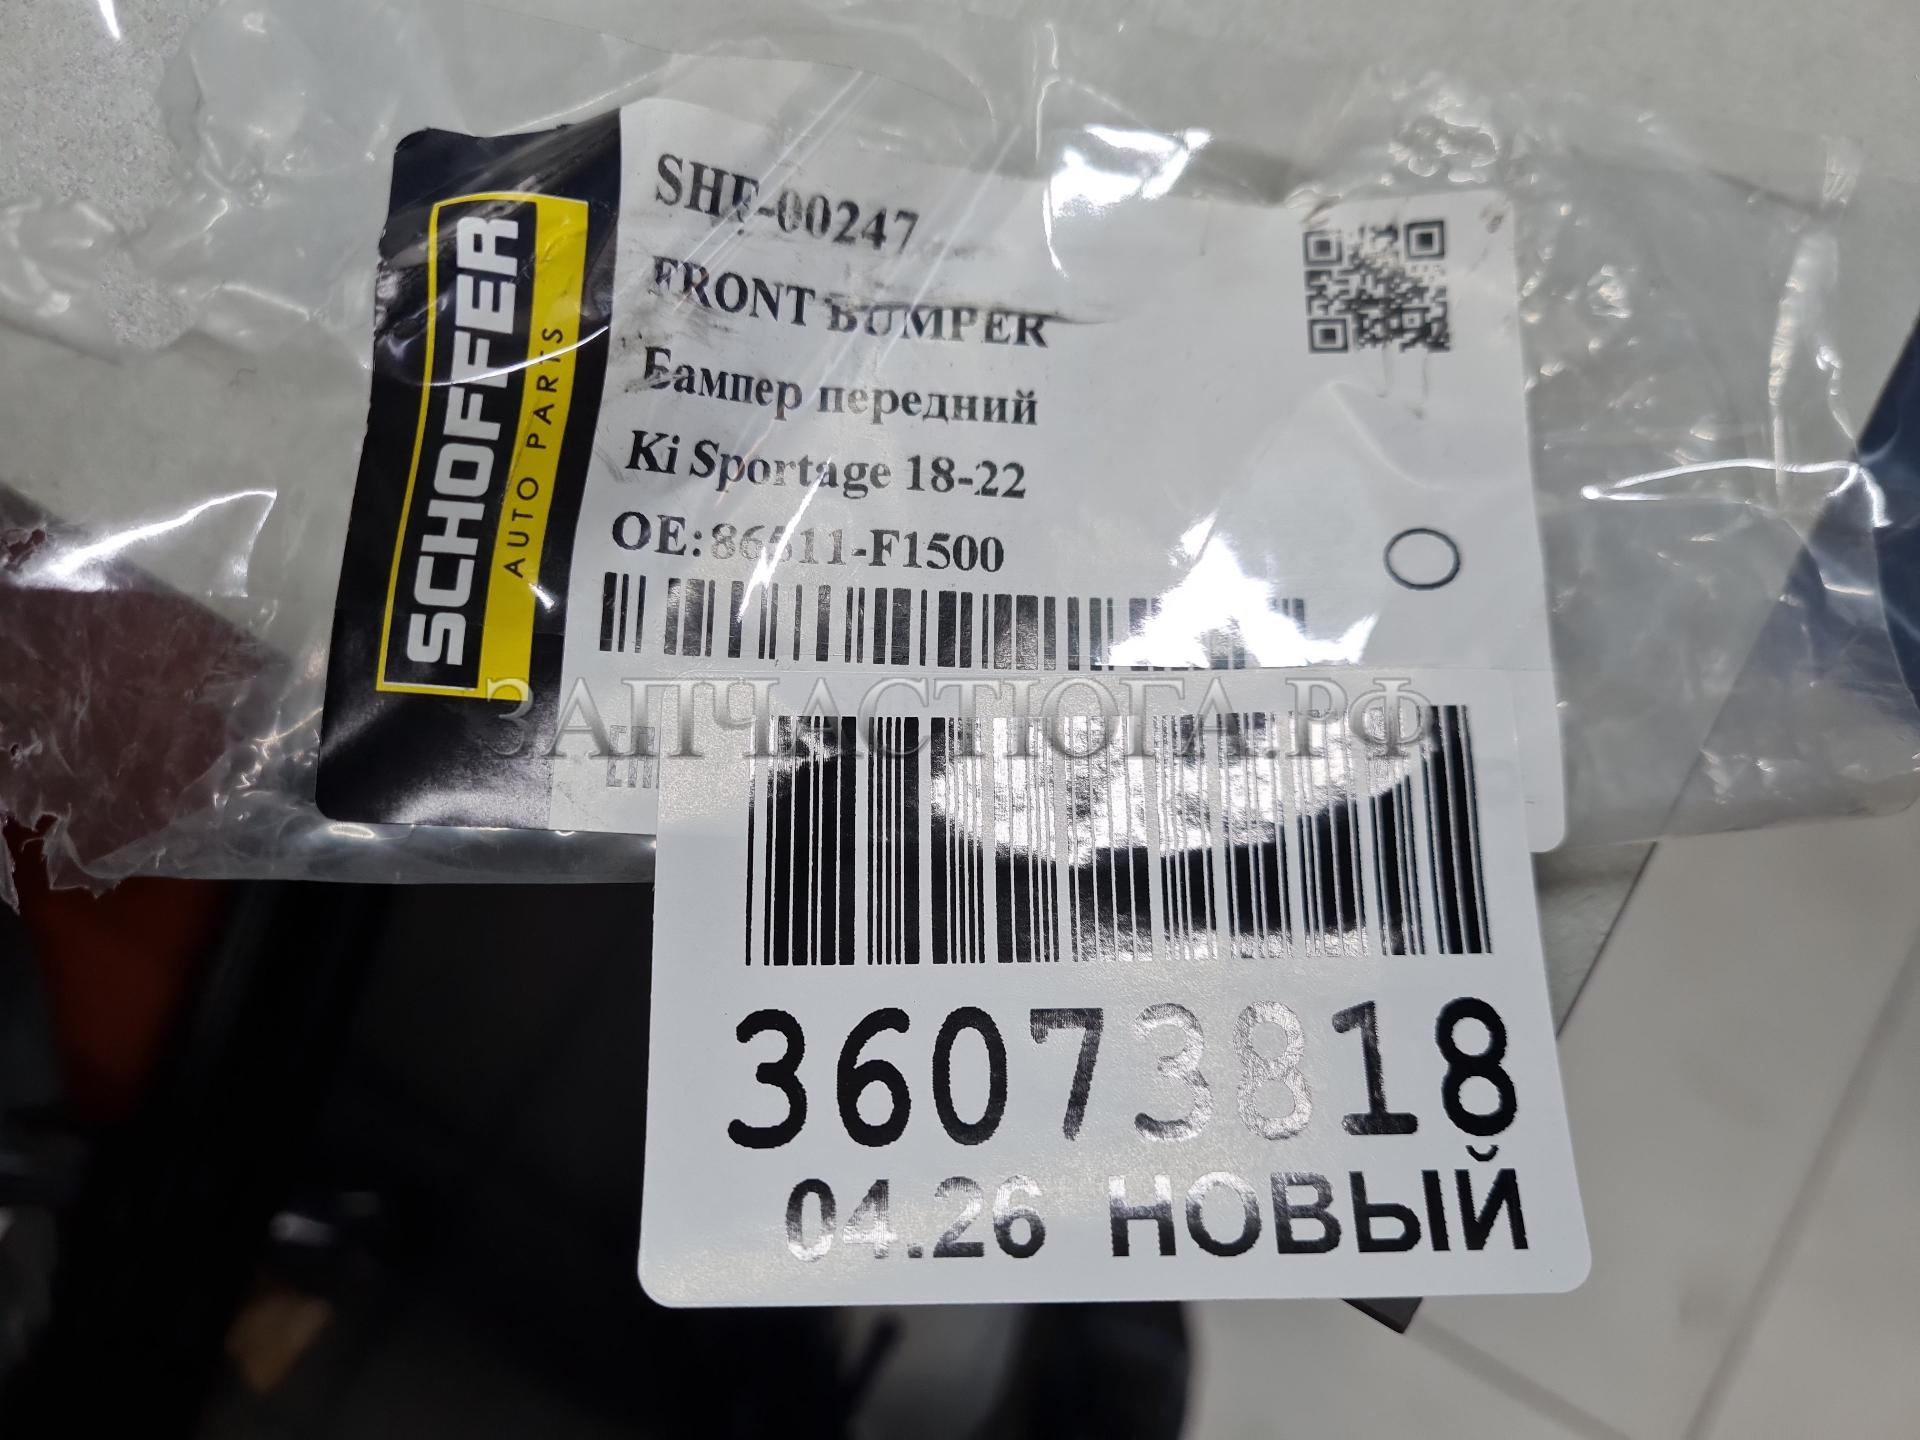 SCHOFFER
AUTO PARTS
SHF-00247
FRONT BUMPER
Бампер передний
Ki Sportage 18-22
OE: 86511-F1500
ЗАПЧАСТЮГА.РФ
36073818
04.26 НОВЫЙ